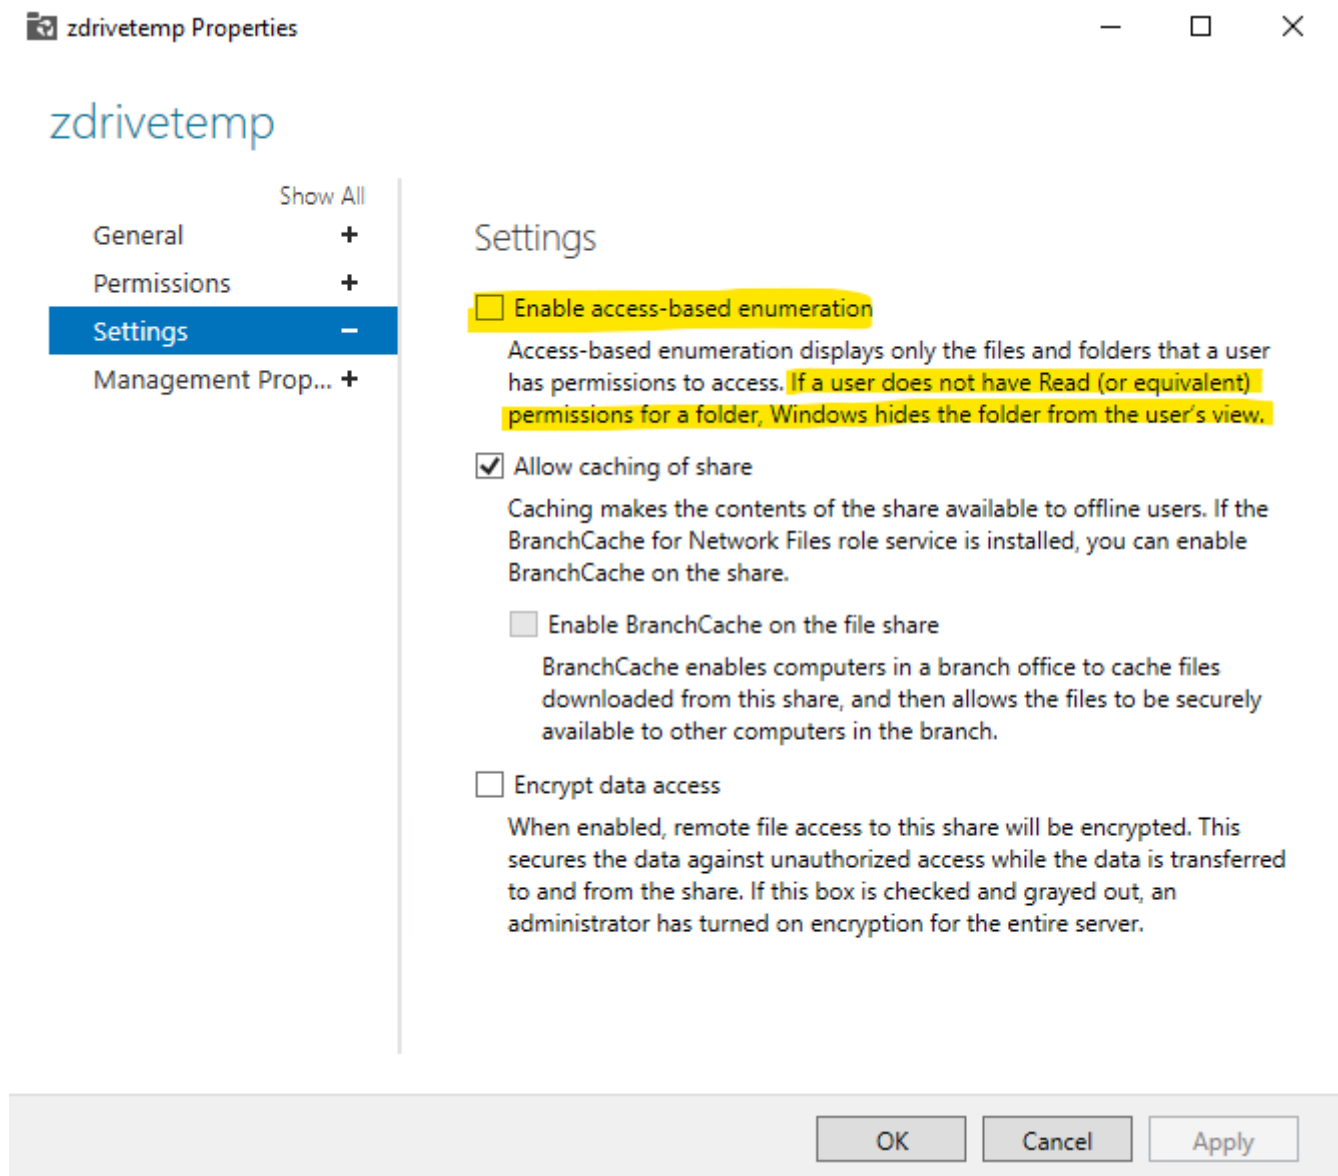 zdrivetemp Properties
zdrivetemp
Show All
General
Permissions
Settings
Management Prop...
Settings
Enable access-based enumeration
Access-based enumeration displays only the files and folders that a user
has permissions to access. If a user does not have Read (or equivalent)
permissions for a folder, Windows hides the folder from the user's view.
Allow caching of share
Caching makes the contents of the share available to offline users. If the
BranchCache for Network Files role service is installed, you can enable
BranchCache on the share.
Enable BranchCache on the file share
BranchCache enables computers in a branch office to cache files
downloaded from this share, and then allows the files to be securely
available to other computers in the branch.
Encrypt data access
When enabled, remote file access to this share will be encrypted. This
secures the data against unauthorized access while the data is transferred
to and from the share. If this box is checked and grayed out, an
administrator has turned on encryption for the entire server.
OK
Cancel
Apply